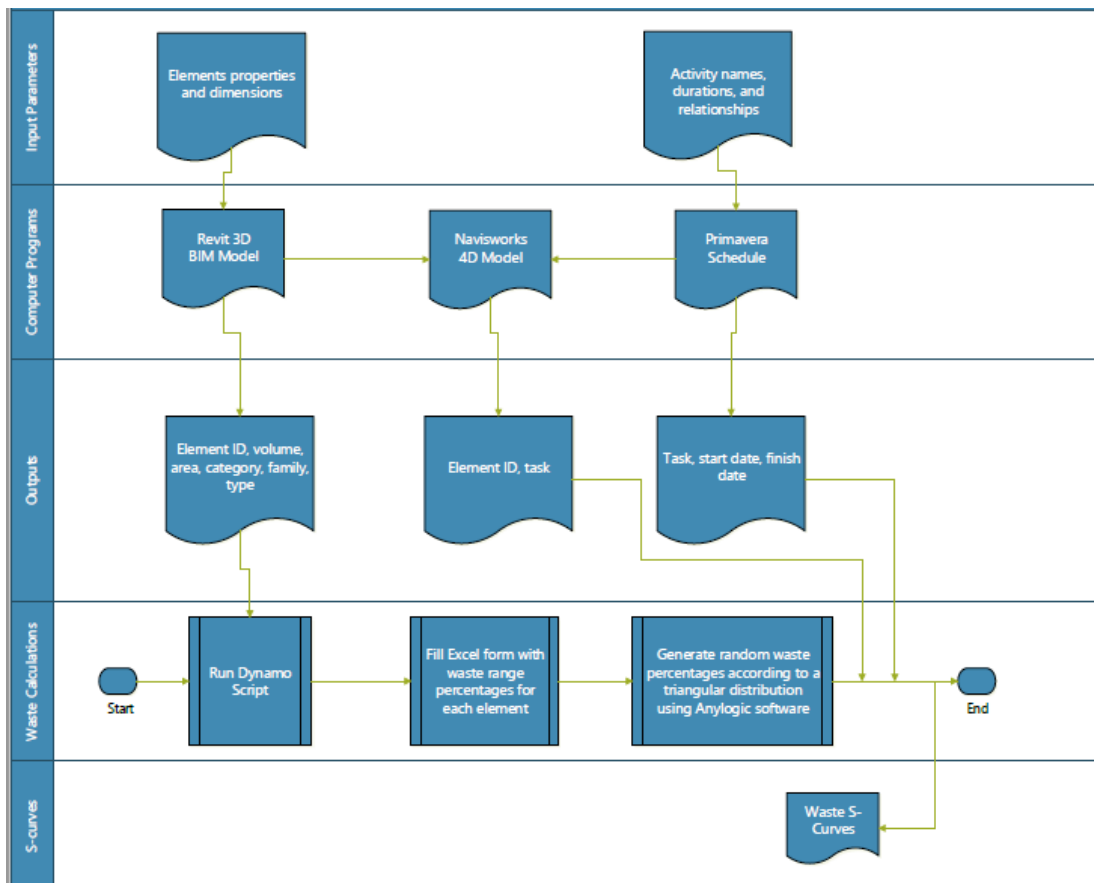 Input Parameters
Elements properties
and dimensions
Activity names,
durations, and
relationships
Computer Programs
Revit 3D
BIM Model
Navisworks
4D Model
Primavera
Schedule
Outputs
Element ID, volume,
area, category, family,
type
Element ID, task
Task, start date, finish
date
Waste Calculations
Start
Run Dynamo
Script
Fill Excel form with
waste range
percentages for
each element
Generate random waste
percentages according to a
triangular distribution
using Anylogic software
End
S-curves
Waste S-
Curves